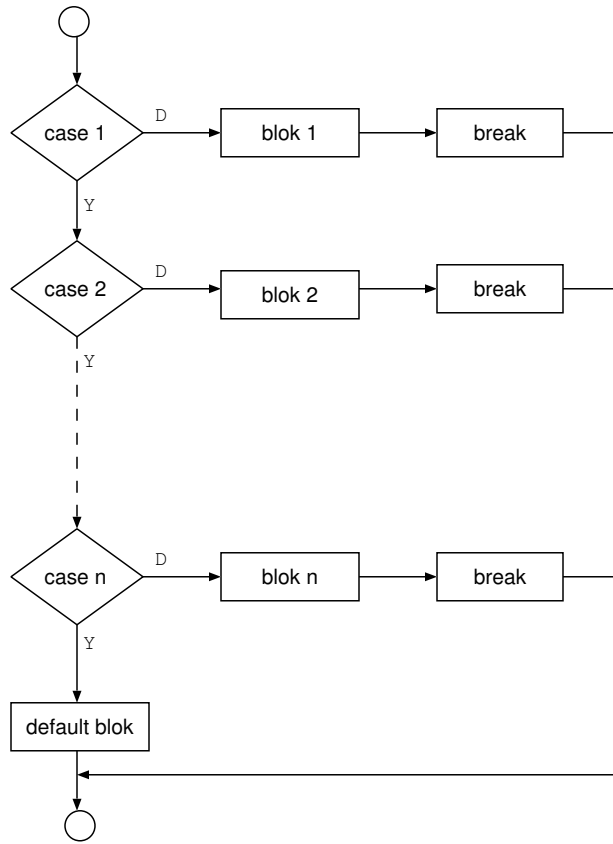 case 1
D
blok 1
break
Y
case 2
D
blok 2
break
Y
case n
D
blok n
break
Y
default blok